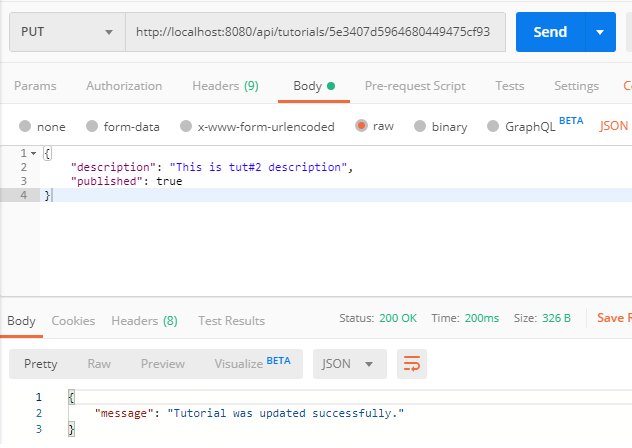 PUT http://localhost:8080/api/tutorials/5e3407d5964680449475cf93 Send
Params Authorization Headers (9) Body Pre-request Script Tests Settings
none form-data x-www-form-urlencoded raw binary GraphQL BETA JSON
1 {
2 "description": "This is tut#2 description",
3 "published": true
4 }
Body Cookies Headers (8) Test Results Status: 200 OK Time: 200ms Size: 326 B Save
Pretty Raw Preview Visualize BETA JSON
1 {
2 "message": "Tutorial was updated successfully."
3 }